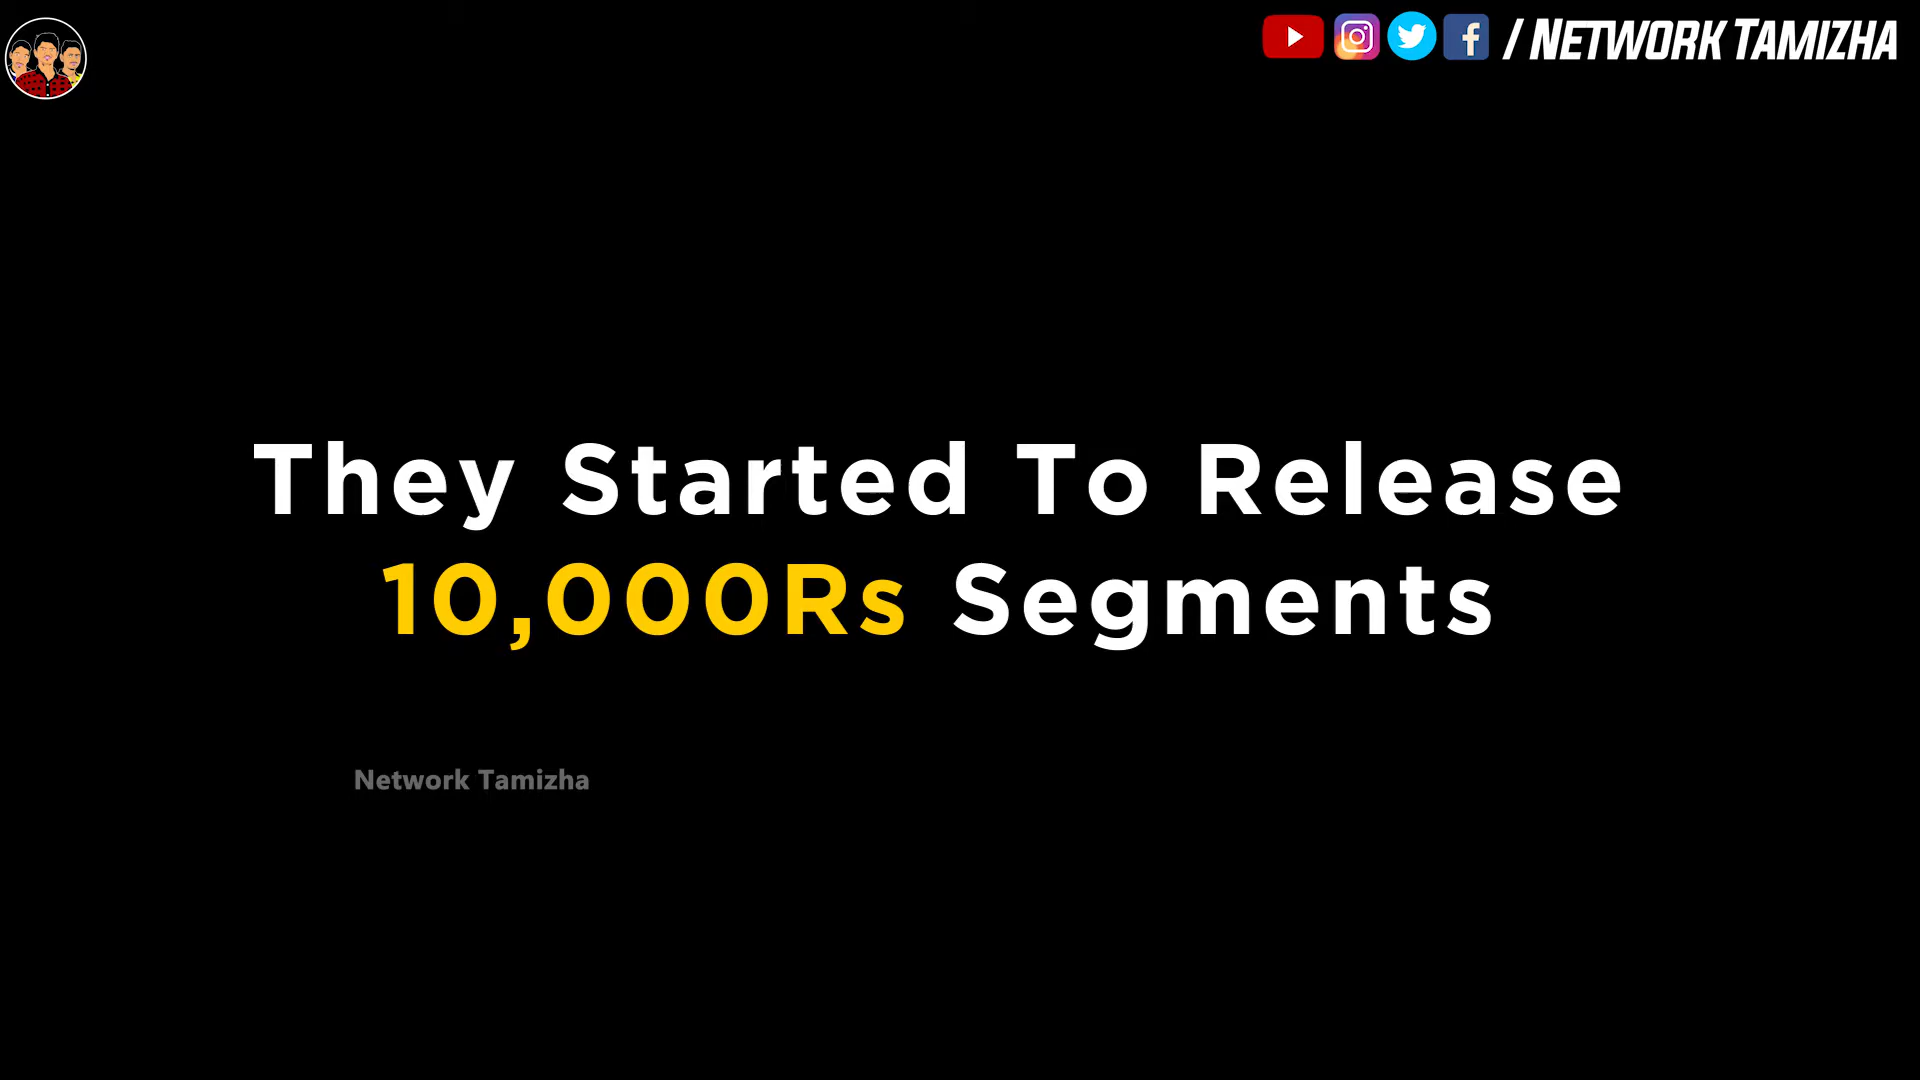 / NETWORK TAMIZHA
They Started To Release
10,000Rs Segments
Network Tamizha